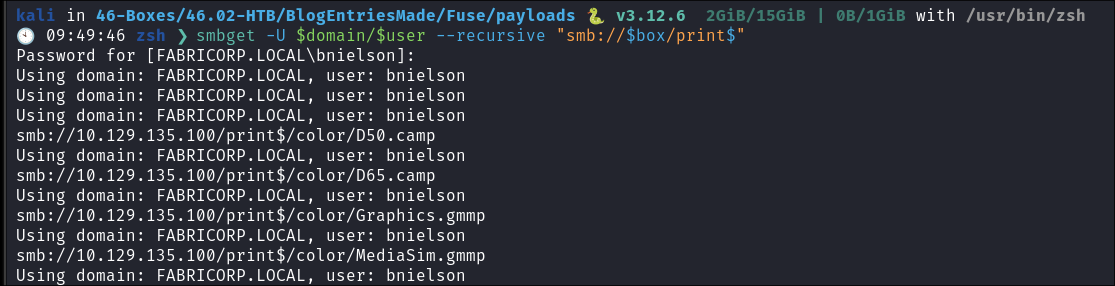 kali in 46-Boxes/46.02-HTB/BlogEntriesMade/Fuse/payloads 🐍 v3.12.6 2GiB/15GiB | 0B/1GiB with /usr/bin/zsh
🕙 09:49:46 zsh ❯ smbget -U $domain/$user --recursive "smb://$box/print$"
Password for [FABRICORP.LOCAL\bnielson]:
Using domain: FABRICORP.LOCAL, user: bnielson
Using domain: FABRICORP.LOCAL, user: bnielson
Using domain: FABRICORP.LOCAL, user: bnielson
smb://10.129.135.100/print$/color/D50.camp
Using domain: FABRICORP.LOCAL, user: bnielson
smb://10.129.135.100/print$/color/D65.camp
Using domain: FABRICORP.LOCAL, user: bnielson
smb://10.129.135.100/print$/color/Graphics.gmmp
Using domain: FABRICORP.LOCAL, user: bnielson
smb://10.129.135.100/print$/color/MediaSim.gmmp
Using domain: FABRICORP.LOCAL, user: bnielson